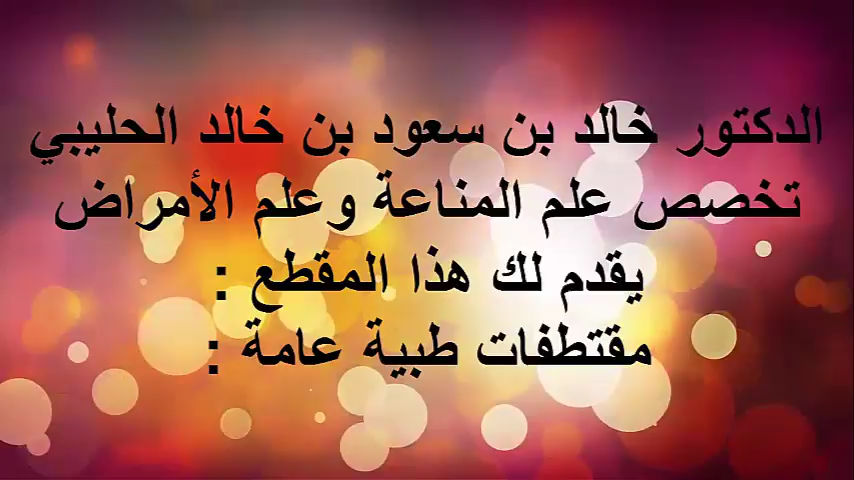 الدكتور خالد بن سعود بن خالد الحليبي
تخصص علم المناعة وعلم الأمراض
يقدم لك هذا المقطع :
مقتطفات طبية عامة :